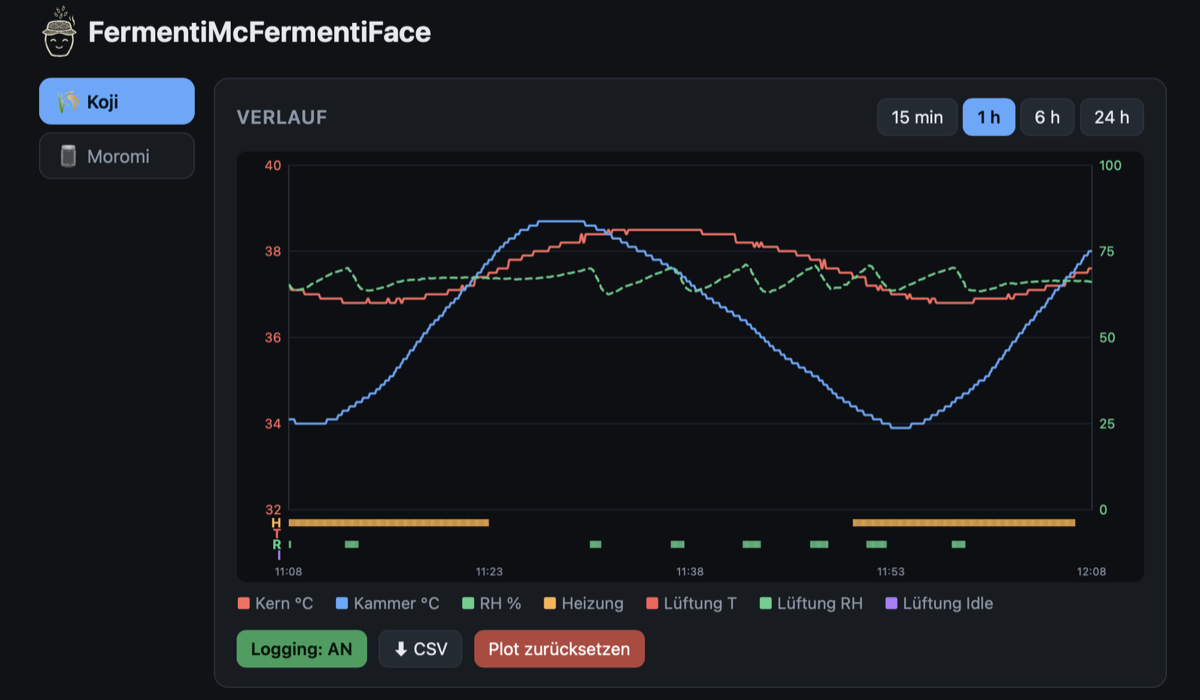 FermentiMcFermentiFace
Koji
Moromi
VERLAUF
15 min 1 h 6 h 24 h
40 100
38 75
36 50
34 25
32 0
H
T
R
I
11:08 11:23 11:38 11:53 12:08
Kern °C Kammer °C RH % Heizung Lüftung T Lüftung RH Lüftung Idle
Logging: AN ⬇ CSV Plot zurücksetzen